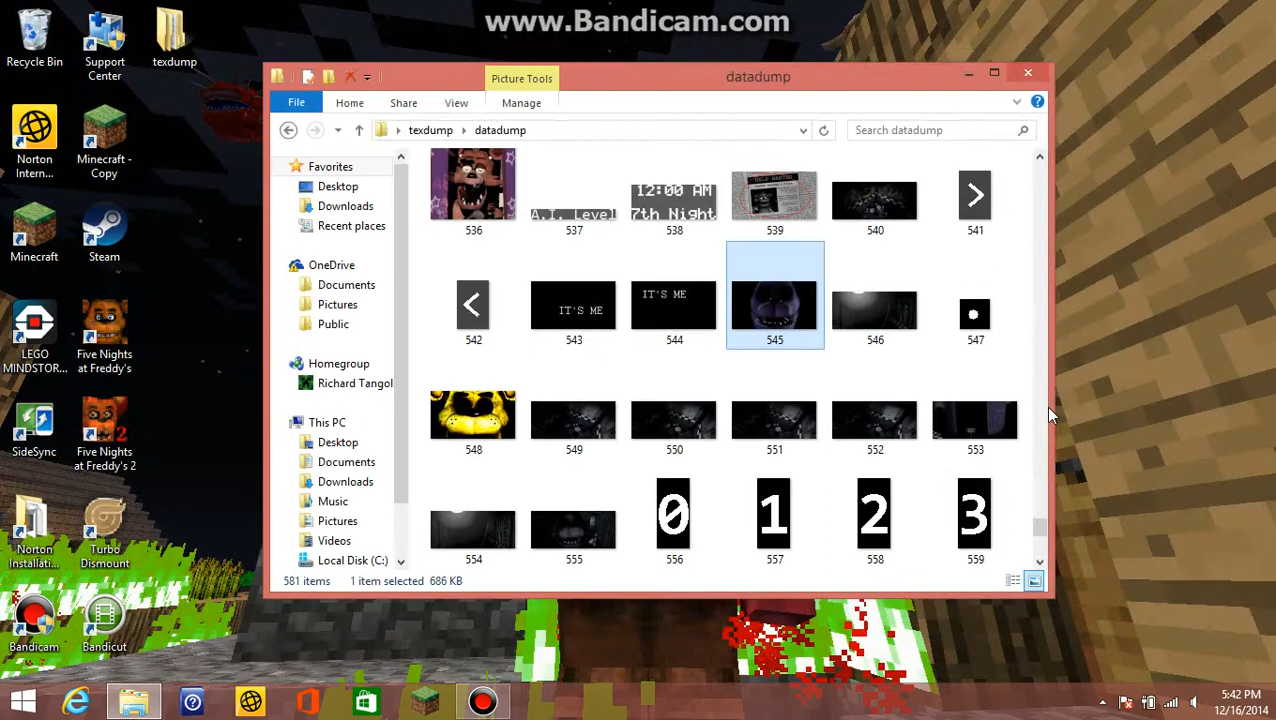 www.Bandicam.com
Recycle Bin
Support Center
texdump
Norton Intern...
Minecraft - Copy
Minecraft
Steam
LEGO MINDSTOR...
Five Nights at Freddy's
SideSync
Five Nights at Freddy's 2
Norton Installati...
Turbo Dismount
Bandicam
Bandicut
Picture Tools
datadump
File Home Share View Manage
texdump datadump
Search datadump
Favorites
Desktop
Downloads
Recent places
OneDrive
Documents
Pictures
Public
Homegroup
Richard Tangol
This PC
Desktop
Documents
Downloads
Music
Pictures
Videos
Local Disk (C:)
A.I. Level
12:00 AM
7th Night
HELP WANTED
536 537 538 539 540 541
IT'S ME
IT'S ME
542 543 544 545 546 547
548 549 550 551 552 553
0 1 2 3
554 555 556 557 558 559
581 items 1 item selected 686 KB
5:42 PM
12/16/2014